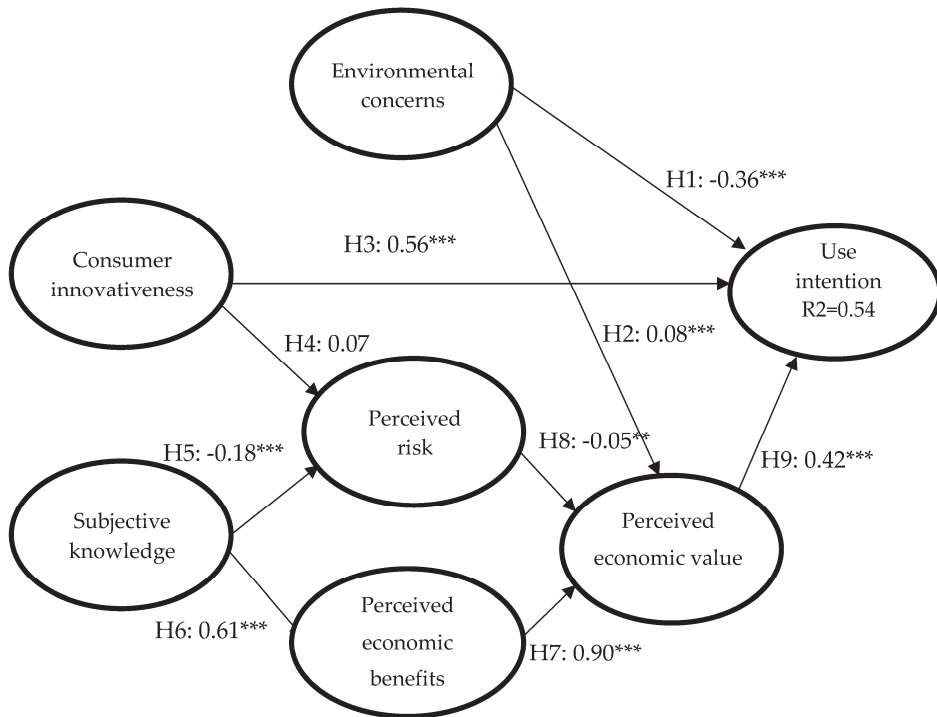 Environmental
concerns
H1: -0.36***
Consumer
innovativeness
H3: 0.56***
Use
intention
R2=0.54
H4: 0.07
H2: 0.08***
Perceived
risk
H5: -0.18***
H8: -0.05**
H9: 0.42***
Subjective
knowledge
Perceived
economic value
H6: 0.61***
Perceived
economic
benefits
H7: 0.90***